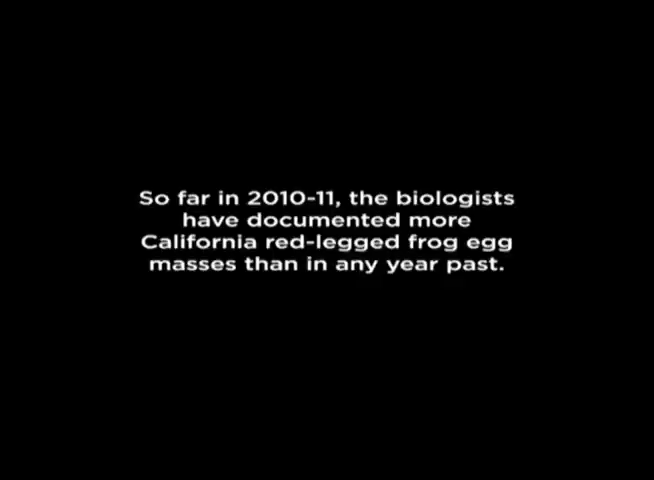 So far in 2010-11, the biologists
have documented more
California red-legged frog egg
masses than in any year past.